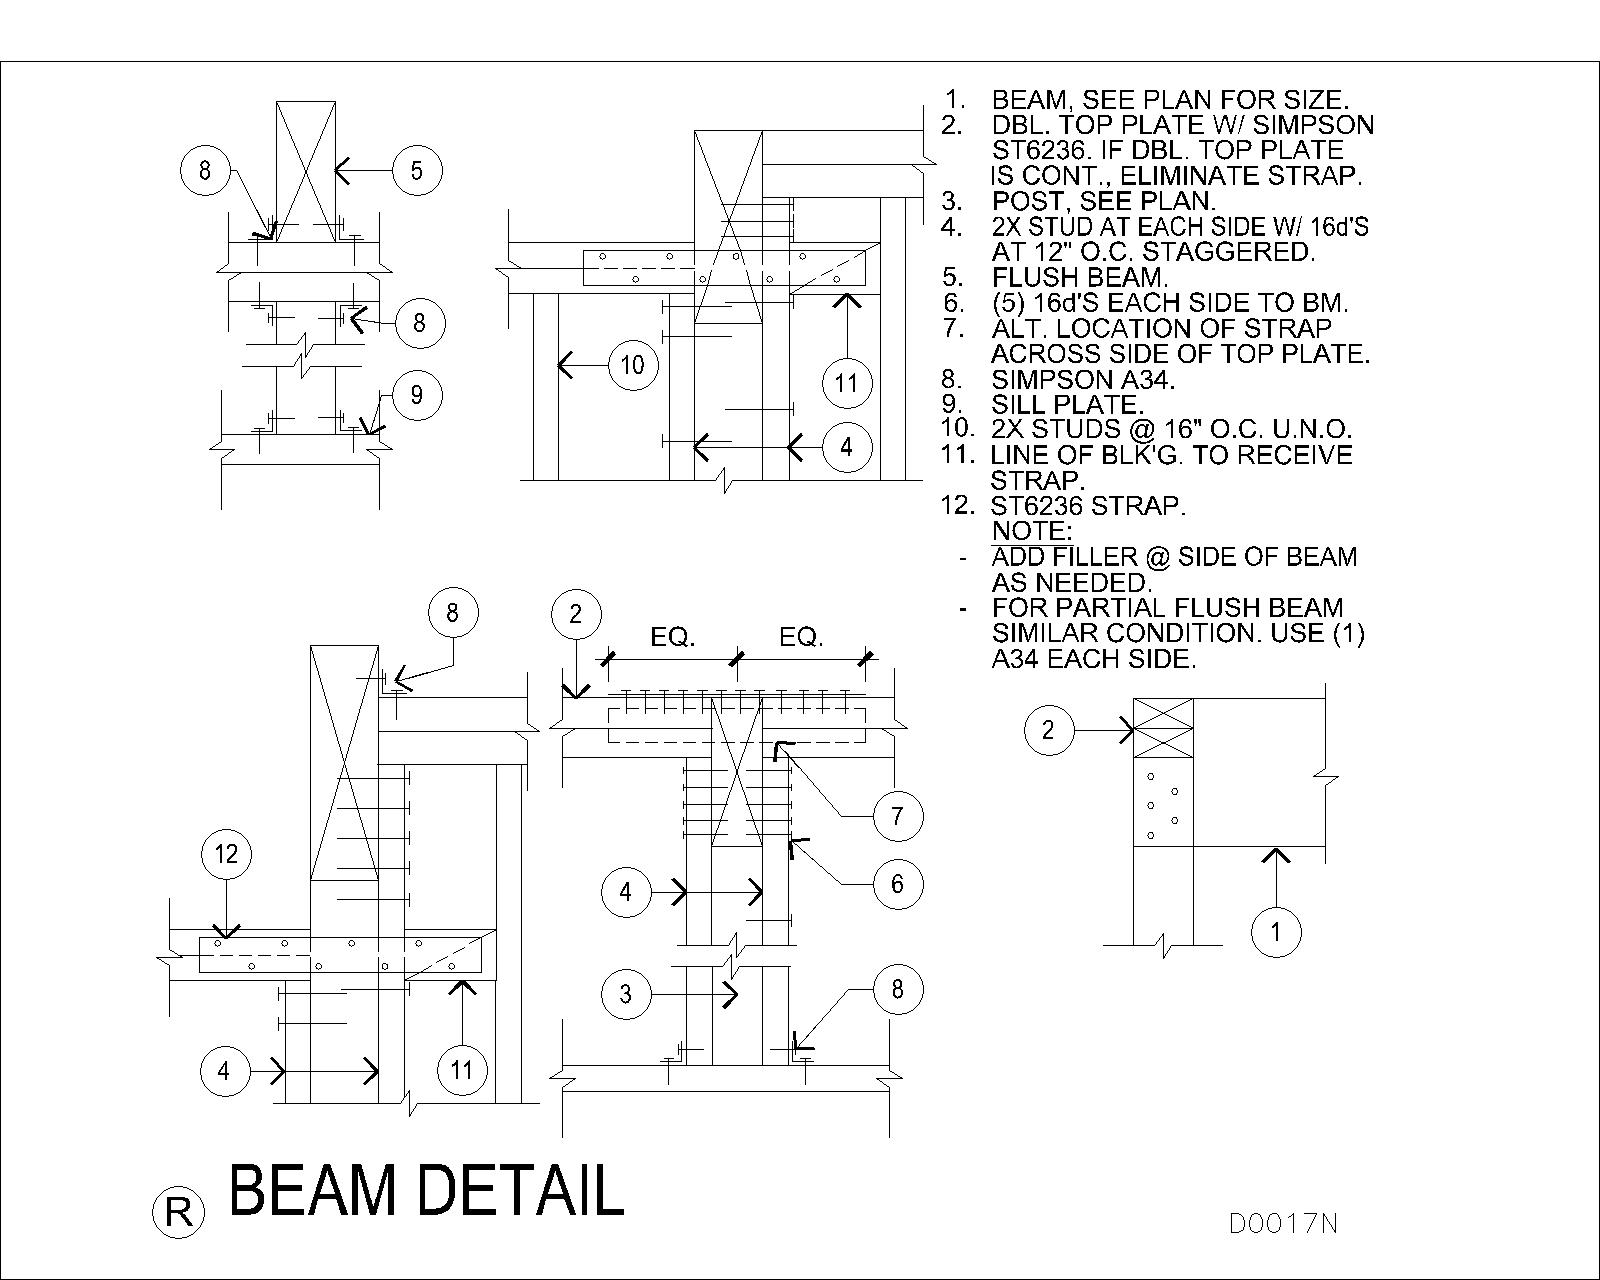 1. BEAM, SEE PLAN FOR SIZE.
2. DBL. TOP PLATE W/ SIMPSON
ST6236. IF DBL. TOP PLATE
IS CONT., ELIMINATE STRAP.
3. POST, SEE PLAN.
4. 2X STUD AT EACH SIDE W/ 16d'S
AT 12" O.C. STAGGERED.
5. FLUSH BEAM.
6. (5) 16d'S EACH SIDE TO BM.
7. ALT. LOCATION OF STRAP
ACROSS SIDE OF TOP PLATE.
8. SIMPSON A34.
9. SILL PLATE.
10. 2X STUDS @ 16" O.C. U.N.O.
11. LINE OF BLK'G. TO RECEIVE
STRAP.
12. ST6236 STRAP.
NOTE:
- ADD FILLER @ SIDE OF BEAM
AS NEEDED.
- FOR PARTIAL FLUSH BEAM
SIMILAR CONDITION. USE (1)
A34 EACH SIDE.
8
5
8
9
10
11
4
8
12
4
11
2
EQ. EQ.
7
4
6
3
8
2
1
R BEAM DETAIL
D0017N